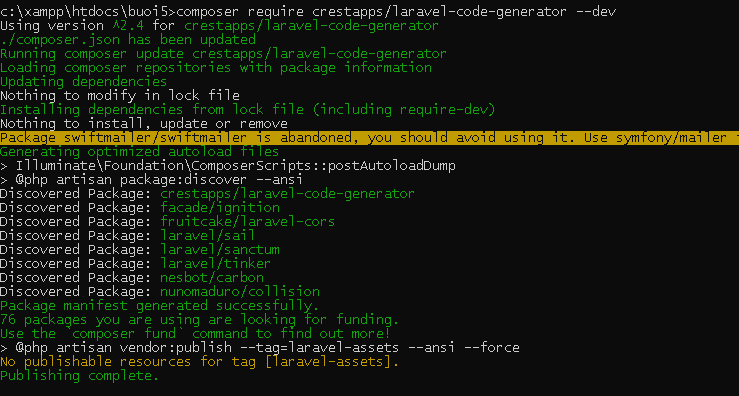 c:\xampp\htdocs\buoi5>composer require crestapps/laravel-code-generator --dev
Using version ^2.4 for crestapps/laravel-code-generator
./composer.json has been updated
Running composer update crestapps/laravel-code-generator
Loading composer repositories with package information
Updating dependencies
Nothing to modify in lock file
Installing dependencies from lock file (including require-dev)
Nothing to install, update or remove
Package swiftmailer/swiftmailer is abandoned, you should avoid using it. Use symfony/mailer
Generating optimized autoload files
> Illuminate\Foundation\ComposerScripts::postAutoloadDump
> @php artisan package:discover --ansi
Discovered Package: crestapps/laravel-code-generator
Discovered Package: facade/ignition
Discovered Package: fruitcake/laravel-cors
Discovered Package: laravel/sail
Discovered Package: laravel/sanctum
Discovered Package: laravel/tinker
Discovered Package: nesbot/carbon
Discovered Package: nunomaduro/collision
Package manifest generated successfully.
76 packages you are using are looking for funding.
Use the `composer fund` command to find out more!
> @php artisan vendor:publish --tag=laravel-assets --ansi --force
No publishable resources for tag [laravel-assets].
Publishing complete.